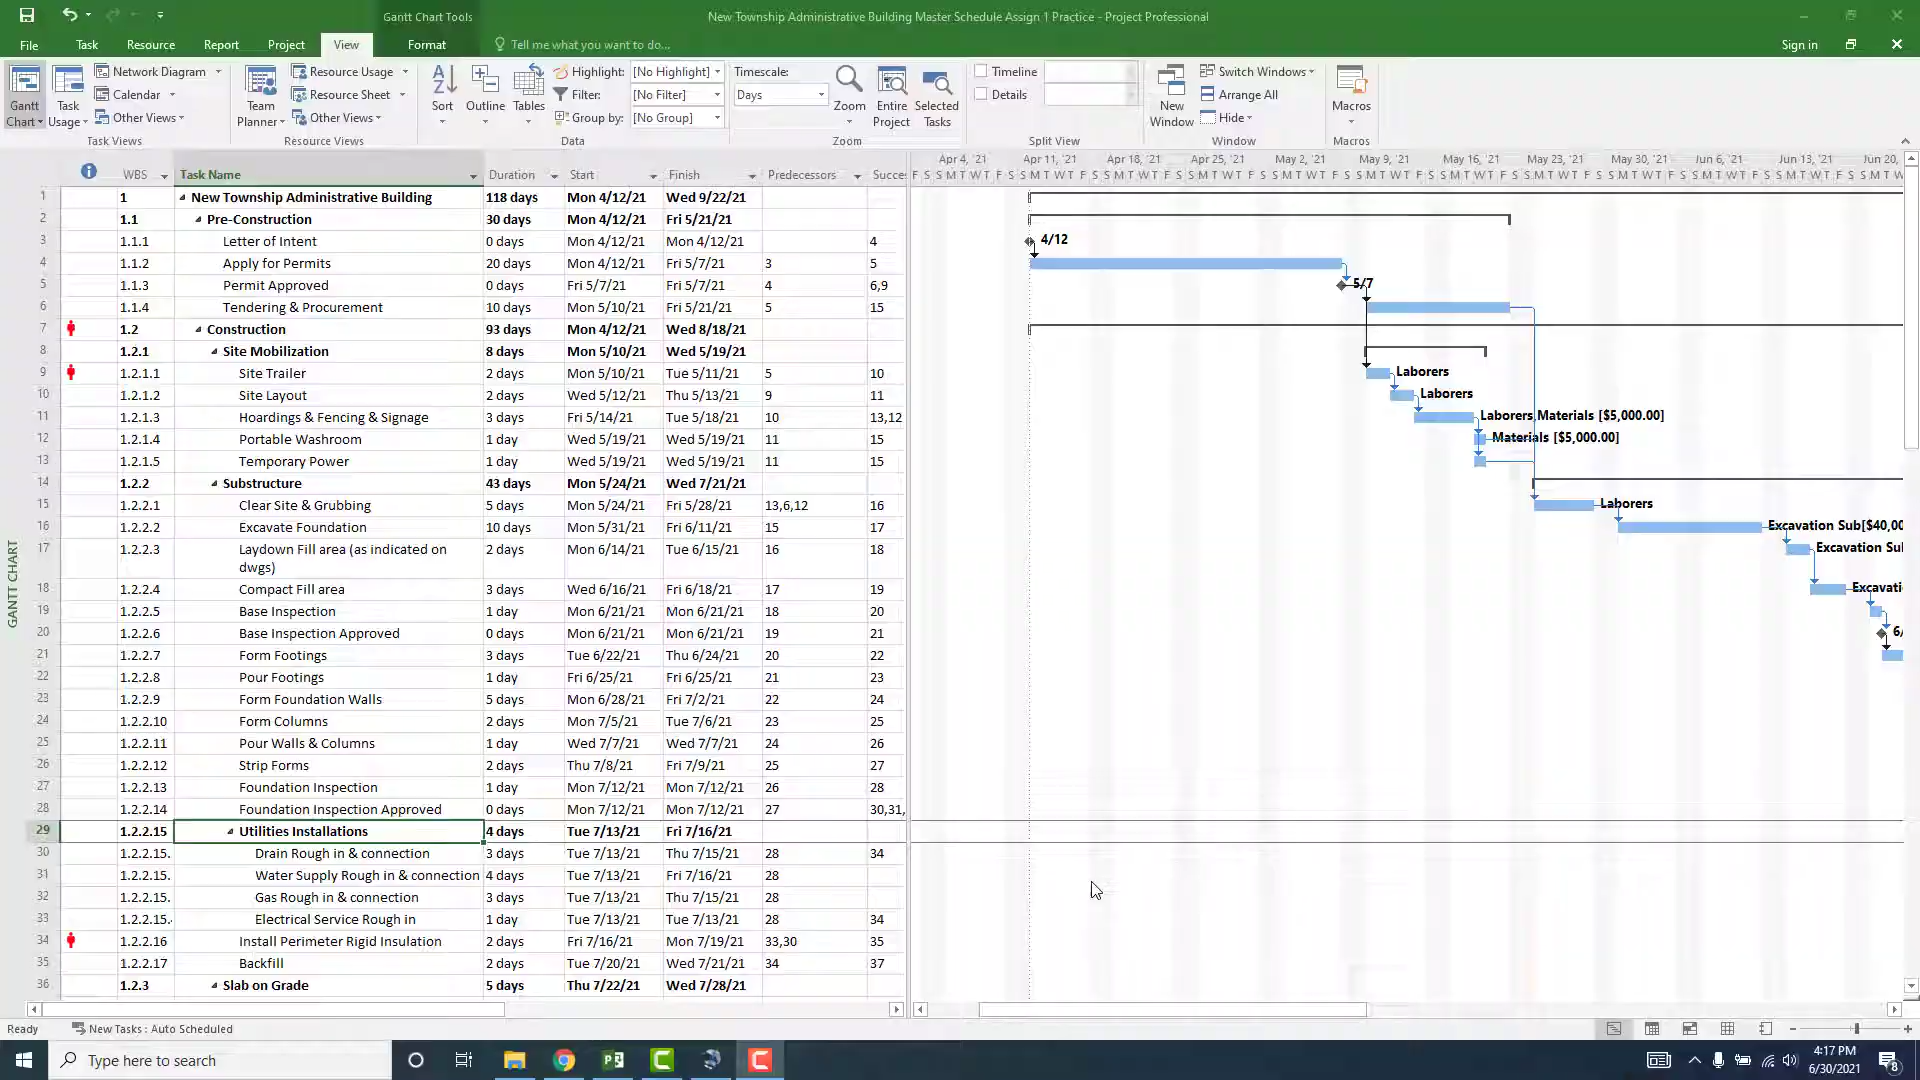 Gantt Chart Tools
New Township Administrative Building Master Schedule Assign 1 Practice - Project Professional
File Task Resource Report Project View Format Tell me what you want to do... Sign in
Gantt Chart
Task Usage
Network Diagram
Calendar
Other Views
Task Views
Team Planner
Resource Usage
Resource Sheet
Other Views
Resource Views
Sort
Outline
Tables
Highlight: [No Highlight]
Filter: [No Filter]
Group by: [No Group]
Data
Timescale:
Days
Zoom
Entire Project
Selected Tasks
Zoom
Timeline
Details
Split View
New Window
Switch Windows
Arrange All
Hide
Window
Macros
Macros
Apr 4, '21 Apr 11, '21 Apr 18, '21 Apr 25, '21 May 2, '21 May 9, '21 May 16, '21 May 23, '21 May 30, '21 Jun 6, '21 Jun 13, '21 Jun 20,
WBS Task Name Duration Start Finish Predecessors Succes
F S S M T W T F S S M T W T F S S M T W T F S S M T W T F S S M T W T F S S M T W T F S S M T W T F S S M T W T F S S M T W T F S S M T W T F S S M T W T F S S M T W
1 1 New Township Administrative Building 118 days Mon 4/12/21 Wed 9/22/21
2 1.1 Pre-Construction 30 days Mon 4/12/21 Fri 5/21/21
3 1.1.1 Letter of Intent 0 days Mon 4/12/21 Mon 4/12/21 4 4/12
4 1.1.2 Apply for Permits 20 days Mon 4/12/21 Fri 5/7/21 3 5
5 1.1.3 Permit Approved 0 days Fri 5/7/21 Fri 5/7/21 4 6,9 5/7
6 1.1.4 Tendering & Procurement 10 days Mon 5/10/21 Fri 5/21/21 5 15
7 1.2 Construction 93 days Mon 4/12/21 Wed 8/18/21
8 1.2.1 Site Mobilization 8 days Mon 5/10/21 Wed 5/19/21
9 1.2.1.1 Site Trailer 2 days Mon 5/10/21 Tue 5/11/21 5 10 Laborers
10 1.2.1.2 Site Layout 2 days Wed 5/12/21 Thu 5/13/21 9 11 Laborers
11 1.2.1.3 Hoardings & Fencing & Signage 3 days Fri 5/14/21 Tue 5/18/21 10 13,12 Laborers,Materials [$5,000.00]
12 1.2.1.4 Portable Washroom 1 day Wed 5/19/21 Wed 5/19/21 11 15 Materials [$5,000.00]
13 1.2.1.5 Temporary Power 1 day Wed 5/19/21 Wed 5/19/21 11 15
14 1.2.2 Substructure 43 days Mon 5/24/21 Wed 7/21/21
15 1.2.2.1 Clear Site & Grubbing 5 days Mon 5/24/21 Fri 5/28/21 13,6,12 16 Laborers
16 1.2.2.2 Excavate Foundation 10 days Mon 5/31/21 Fri 6/11/21 15 17 Excavation Sub[$40,00
17 1.2.2.3 Laydown Fill area (as indicated on dwgs) 2 days Mon 6/14/21 Tue 6/15/21 16 18 Excavation Sul
18 1.2.2.4 Compact Fill area 3 days Wed 6/16/21 Fri 6/18/21 17 19 Excavati
19 1.2.2.5 Base Inspection 1 day Mon 6/21/21 Mon 6/21/21 18 20
20 1.2.2.6 Base Inspection Approved 0 days Mon 6/21/21 Mon 6/21/21 19 21 6/
21 1.2.2.7 Form Footings 3 days Tue 6/22/21 Thu 6/24/21 20 22
22 1.2.2.8 Pour Footings 1 day Fri 6/25/21 Fri 6/25/21 21 23
23 1.2.2.9 Form Foundation Walls 5 days Mon 6/28/21 Fri 7/2/21 22 24
24 1.2.2.10 Form Columns 2 days Mon 7/5/21 Tue 7/6/21 23 25
25 1.2.2.11 Pour Walls & Columns 1 day Wed 7/7/21 Wed 7/7/21 24 26
26 1.2.2.12 Strip Forms 2 days Thu 7/8/21 Fri 7/9/21 25 27
27 1.2.2.13 Foundation Inspection 1 day Mon 7/12/21 Mon 7/12/21 26 28
28 1.2.2.14 Foundation Inspection Approved 0 days Mon 7/12/21 Mon 7/12/21 27 30,31,
29 1.2.2.15 Utilities Installations 4 days Tue 7/13/21 Fri 7/16/21
30 1.2.2.15. Drain Rough in & connection 3 days Tue 7/13/21 Thu 7/15/21 28 34
31 1.2.2.15. Water Supply Rough in & connection 4 days Tue 7/13/21 Fri 7/16/21 28
32 1.2.2.15. Gas Rough in & connection 3 days Tue 7/13/21 Thu 7/15/21 28
33 1.2.2.15. Electrical Service Rough in 1 day Tue 7/13/21 Tue 7/13/21 28 34
34 1.2.2.16 Install Perimeter Rigid Insulation 2 days Fri 7/16/21 Mon 7/19/21 33,30 35
35 1.2.2.17 Backfill 2 days Tue 7/20/21 Wed 7/21/21 34 37
36 1.2.3 Slab on Grade 5 days Thu 7/22/21 Wed 7/28/21
GANTT CHART
Ready New Tasks : Auto Scheduled
Type here to search
4:17 PM
6/30/2021
8